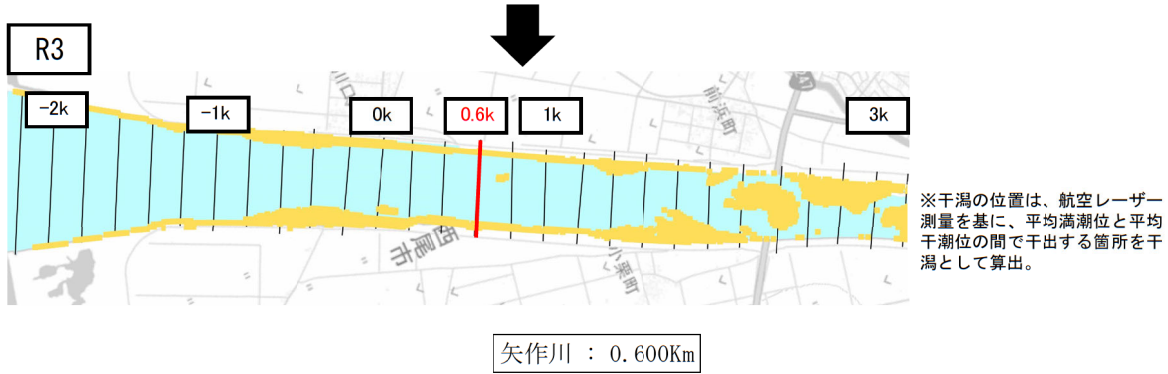 R3
-2k
-1k
0k
0.6k
1k
3k
川口
前浜町
西尾市
小栗町
※干潟の位置は、航空レーザー
測量を基に、平均満潮位と平均
干潮位の間で干出する箇所を干
潟として算出。
矢作川 : 0.600Km